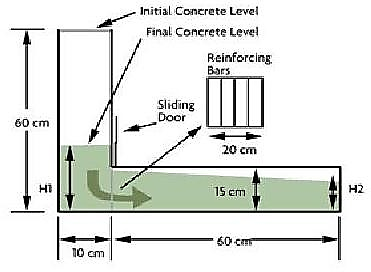 Initial Concrete Level
Final Concrete Level
Reinforcing
Bars
Sliding
Door
60 cm
20 cm
H1
15 cm
H2
10 cm
60 cm